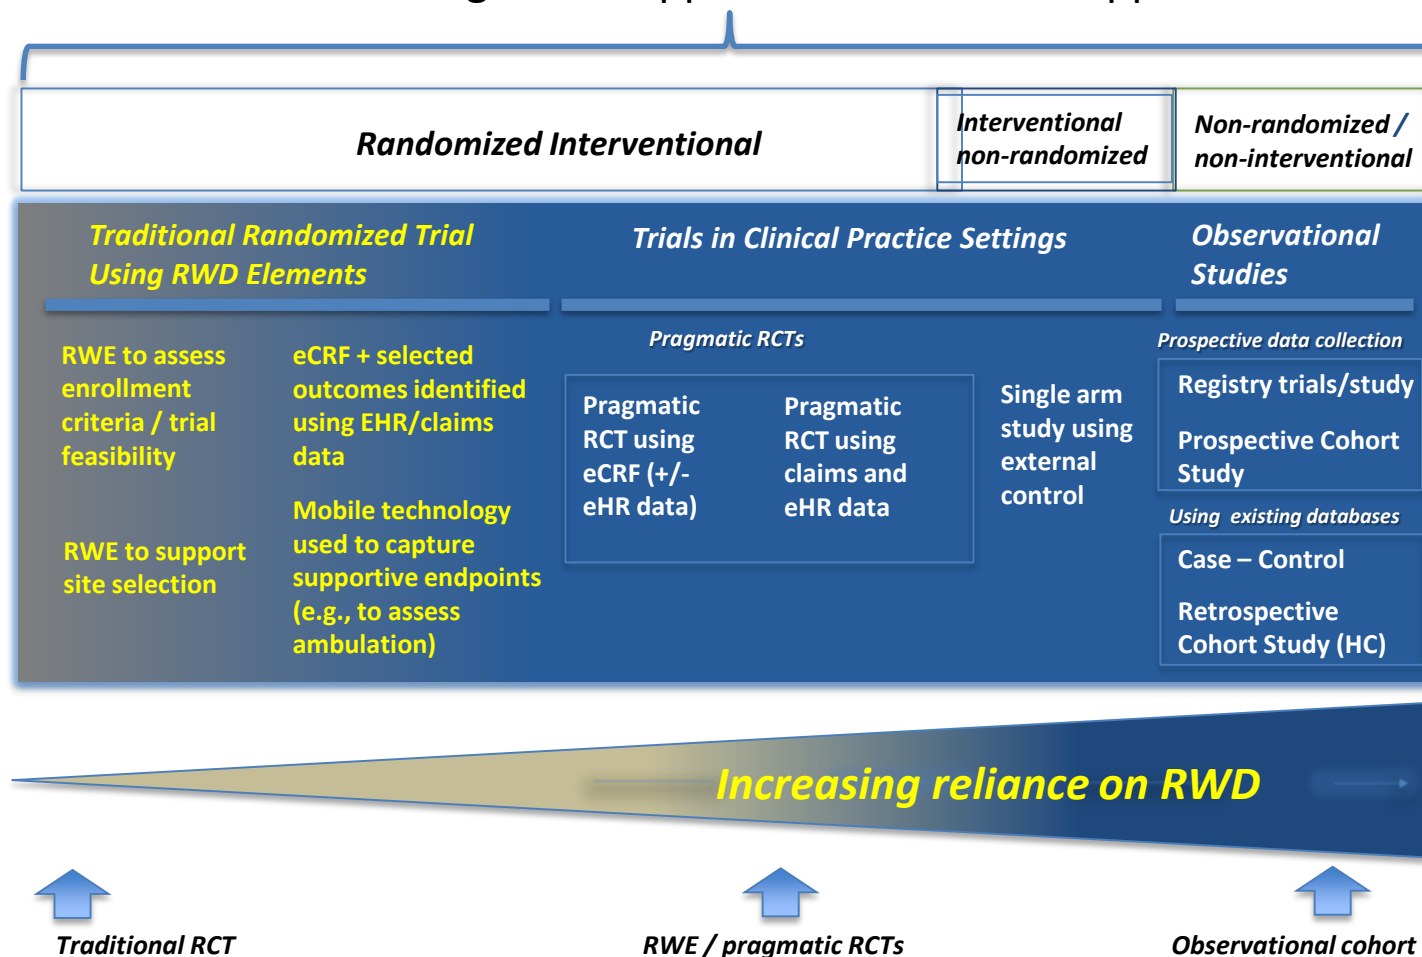 Randomized Interventional
Interventional
non-randomized
Non-randomized /
non-interventional
Traditional Randomized Trial
Using RWD Elements
Trials in Clinical Practice Settings
Observational
Studies
RWE to assess
enrollment
criteria / trial
feasibility
RWE to support
site selection
eCRF + selected
outcomes identified
using EHR/claims
data
Mobile technology
used to capture
supportive endpoints
(e.g., to assess
ambulation)
Pragmatic RCTs
Pragmatic
RCT using
eCRF (+/-
eHR data)
Pragmatic
RCT using
claims and
eHR data
Single arm
study using
external
control
Prospective data collection
Registry trials/study
Prospective Cohort
Study
Using existing databases
Case – Control
Retrospective
Cohort Study (HC)
Increasing reliance on RWD
Traditional RCT
RWE / pragmatic RCTs
Observational cohort